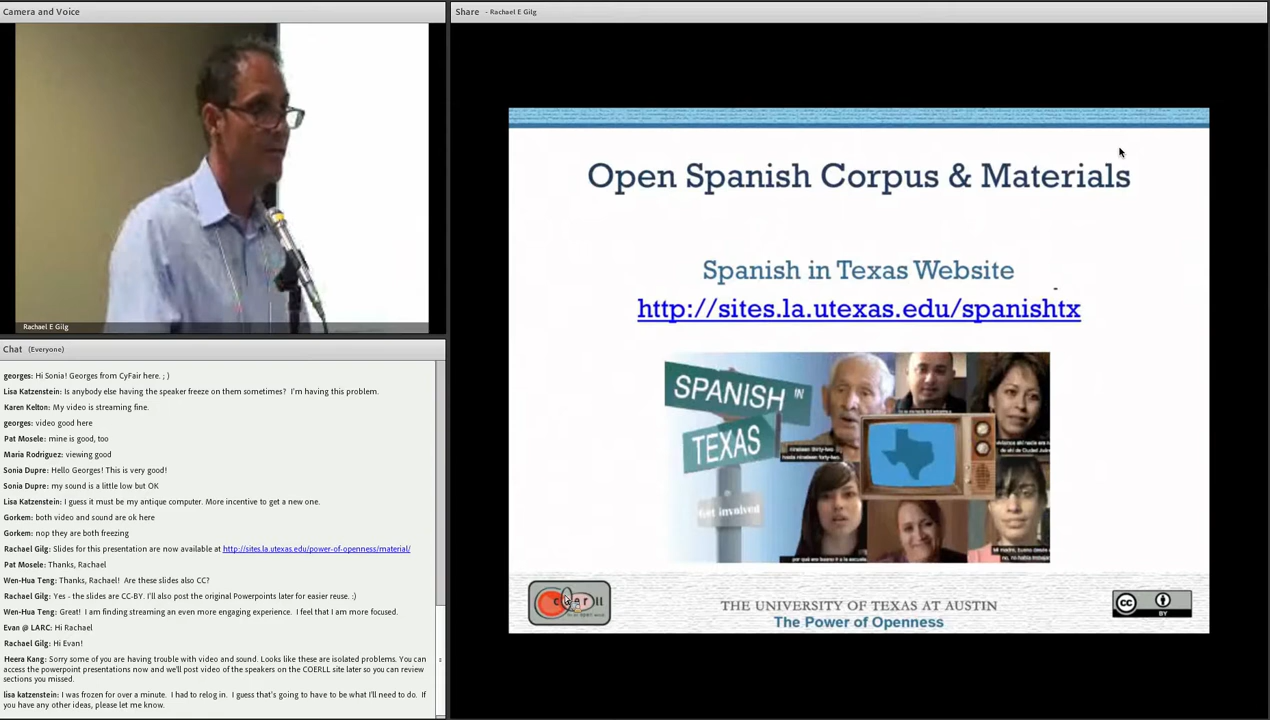 Camera and Voice
Rachael E Gilg
Chat (Everyone)
georges: Hi Sonia! Georges from CyFair here. ; )
Lisa Katzenstein: Is anybody else having the speaker freeze on them sometimes?  I'm having this problem.
Karen Kelton: My video is streaming fine.
georges: video good here
Pat Mosele: mine is good, too
Maria Rodriguez: viewing good
Sonia Dupre: Hello Georges! This is very good!
Sonia Dupre: my sound is a little low but OK
Lisa Katzenstein: I guess it must be my antique computer. More incentive to get a new one.
Gorkem: both video and sound are ok here
Gorkem: nop they are both freezing
Rachael Gilg: Slides for this presentation are now available at http://sites.la.utexas.edu/power-of-openness/material/
Pat Mosele: Thanks, Rachael
Wen-Hua Teng: Thanks, Rachael!  Are these slides also CC?
Rachael Gilg: Yes - the slides are CC-BY. I'll also post the original Powerpoints later for easier reuse. :)
Wen-Hua Teng: Great!  I am finding streaming an even more engaging experience.  I feel that I am more focused.
Evan @ LARC: Hi Rachael
Rachael Gilg: Hi Evan!
Heera Kang: Sorry some of you are having trouble with video and sound. Looks like these are isolated problems. You can
access the powerpoint presentations now and we'll post video of the speakers on the COERLL site later so you can review
sections you missed.
lisa katzenstein: I was frozen for over a minute.  I had to relog in.  I guess that's going to have to be what I'll need to do.  If
you have any other ideas, please let me know.
Share - Rachael E Gilg
Open Spanish Corpus & Materials
Spanish in Texas Website
http://sites.la.utexas.edu/spanishtx
SPANISH IN
TEXAS
Get involved
nineteen thirty-two
THE UNIVERSITY OF TEXAS AT AUSTIN
The Power of Openness
cc
BY